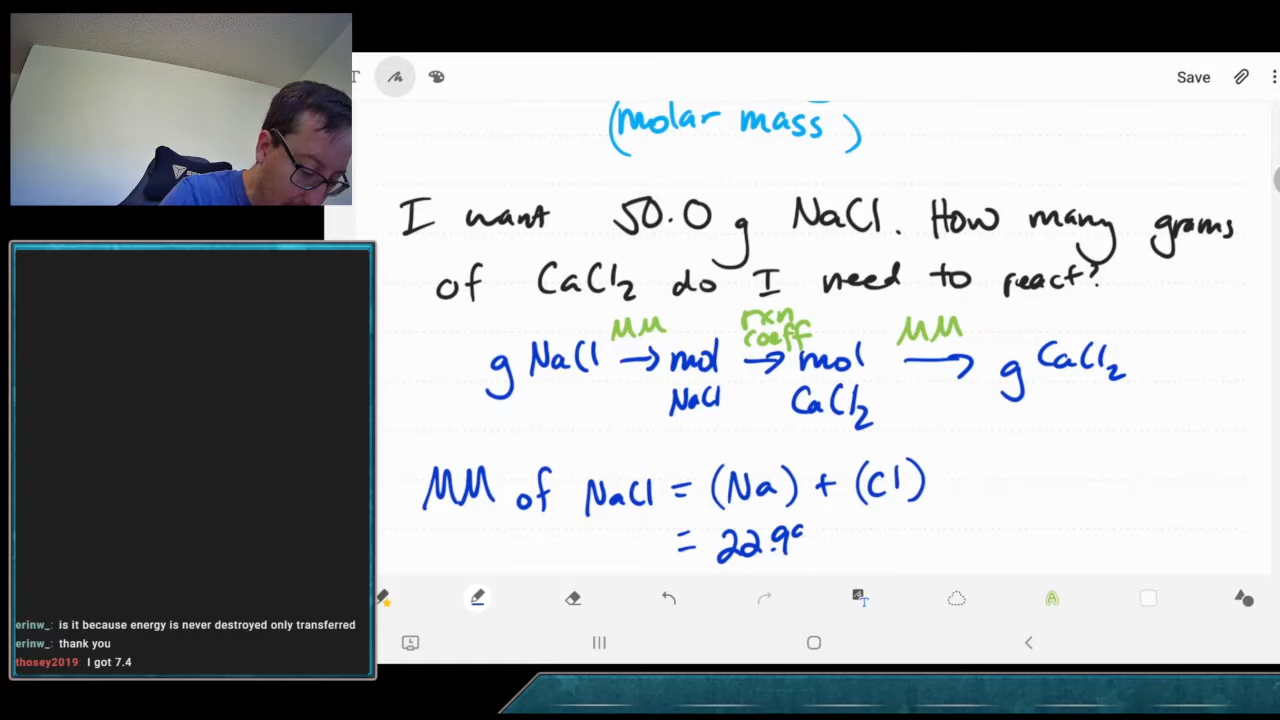 Save
(molar mass)
I want 50.0 g NaCl. How many grams
of CaCl2 do I need to react?
MM rxn coeff MM
g NaCl → mol NaCl → mol CaCl2 → g CaCl2
MM of NaCl = (Na) + (Cl)
= 22.99
erinw_: is it because energy is never destroyed only transferred
erinw_: thank you
thosey2019: I got 7.4